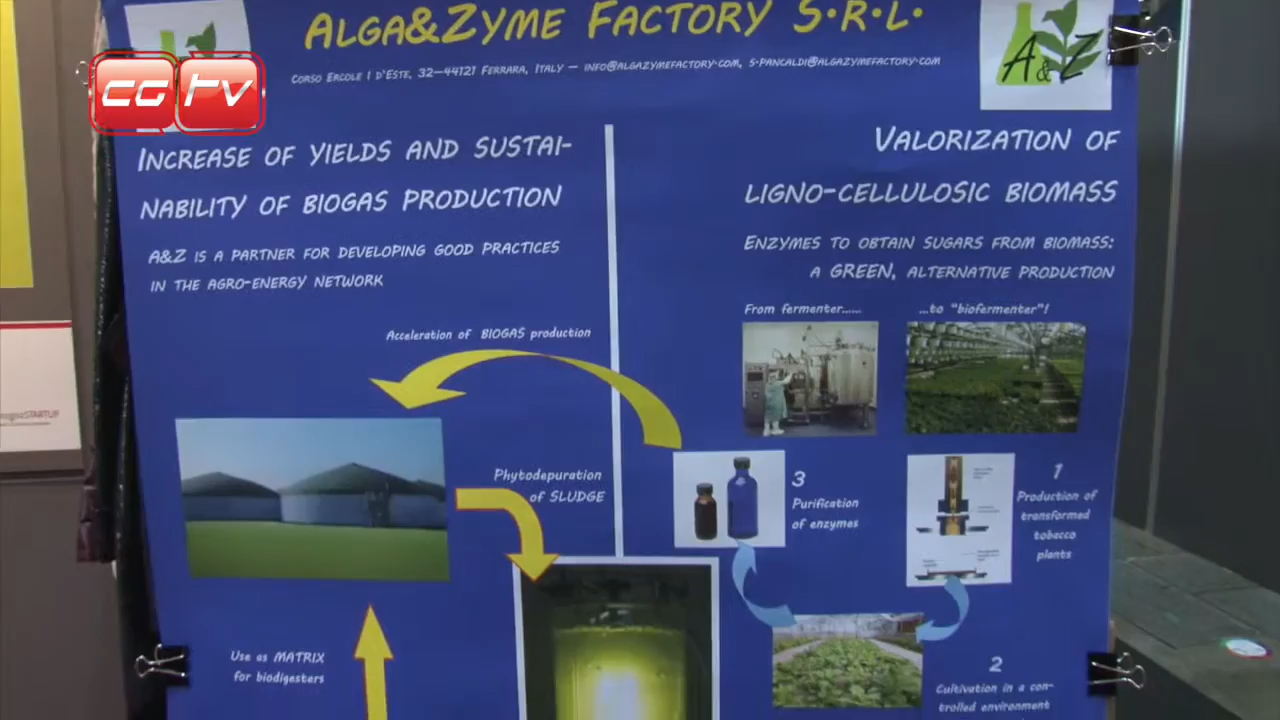 ALGA&ZYME FACTORY S.R.L.
CORSO ERCOLE I D'ESTE, 32-44121 FERRARA, ITALY – INFO@ALGAZYMEFACTORY.COM, S.PANCALDI@ALGAZYMEFACTORY.COM
A&Z
CG TV
INCREASE OF YIELDS AND SUSTAI-
NABILITY OF BIOGAS PRODUCTION
A&Z IS A PARTNER FOR DEVELOPING GOOD PRACTICES
IN THE AGRO-ENERGY NETWORK
Acceleration of BIOGAS production
Phytodepuration
of SLUDGE
Use as MATRIX
for biodigesters
VALORIZATION OF
LIGNO-CELLULOSIC BIOMASS
ENZYMES TO OBTAIN SUGARS FROM BIOMASS:
A GREEN, ALTERNATIVE PRODUCTION
From fermenter......
...to "biofermenter"!
3
Purification
of enzymes
1
Production of
transformed
tobacco
plants
2
Cultivation in a con-
trolled environment
STARTUP